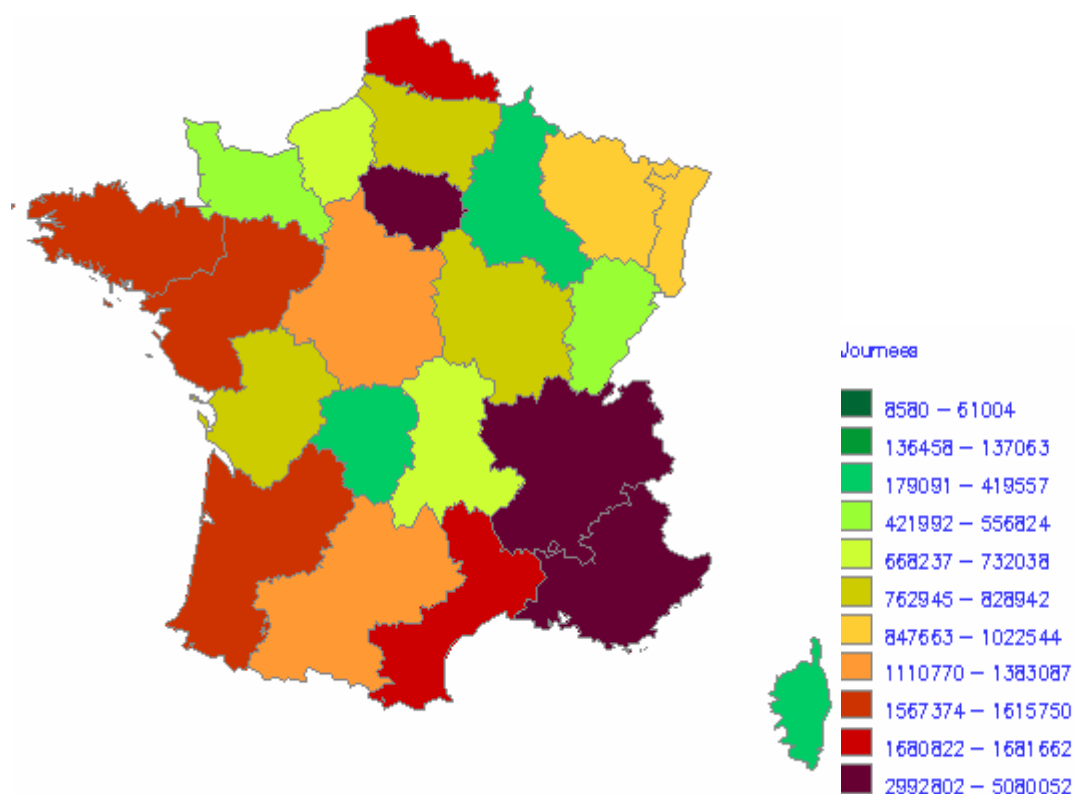 Journees
8580 – 61004
136458 – 137063
179091 – 419557
421992 – 556824
668237 – 732038
762945 – 828942
847663 – 1022544
1110770 – 1383087
1567374 – 1615750
1680822 – 1681662
2992802 – 5080052